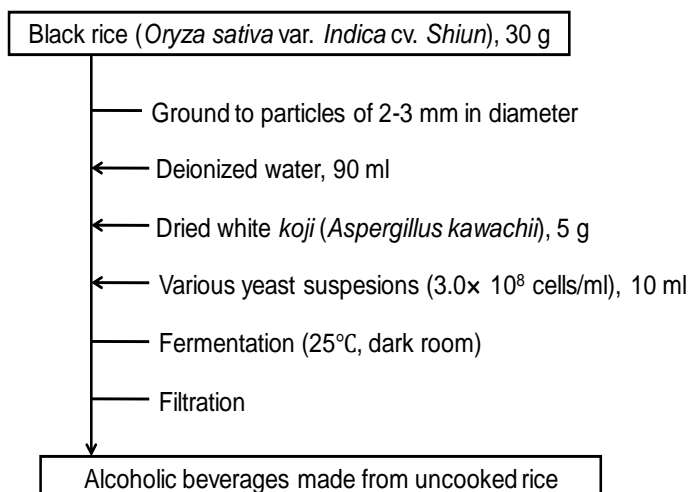 Black rice (Oryza sativa var. Indica cv. Shiun), 30 g
Ground to particles of 2-3 mm in diameter
Deionized water, 90 ml
Dried white koji (Aspergillus kawachii), 5 g
Various yeast suspesions (3.0× 10⁸ cells/ml), 10 ml
Fermentation (25℃, dark room)
Filtration
Alcoholic beverages made from uncooked rice